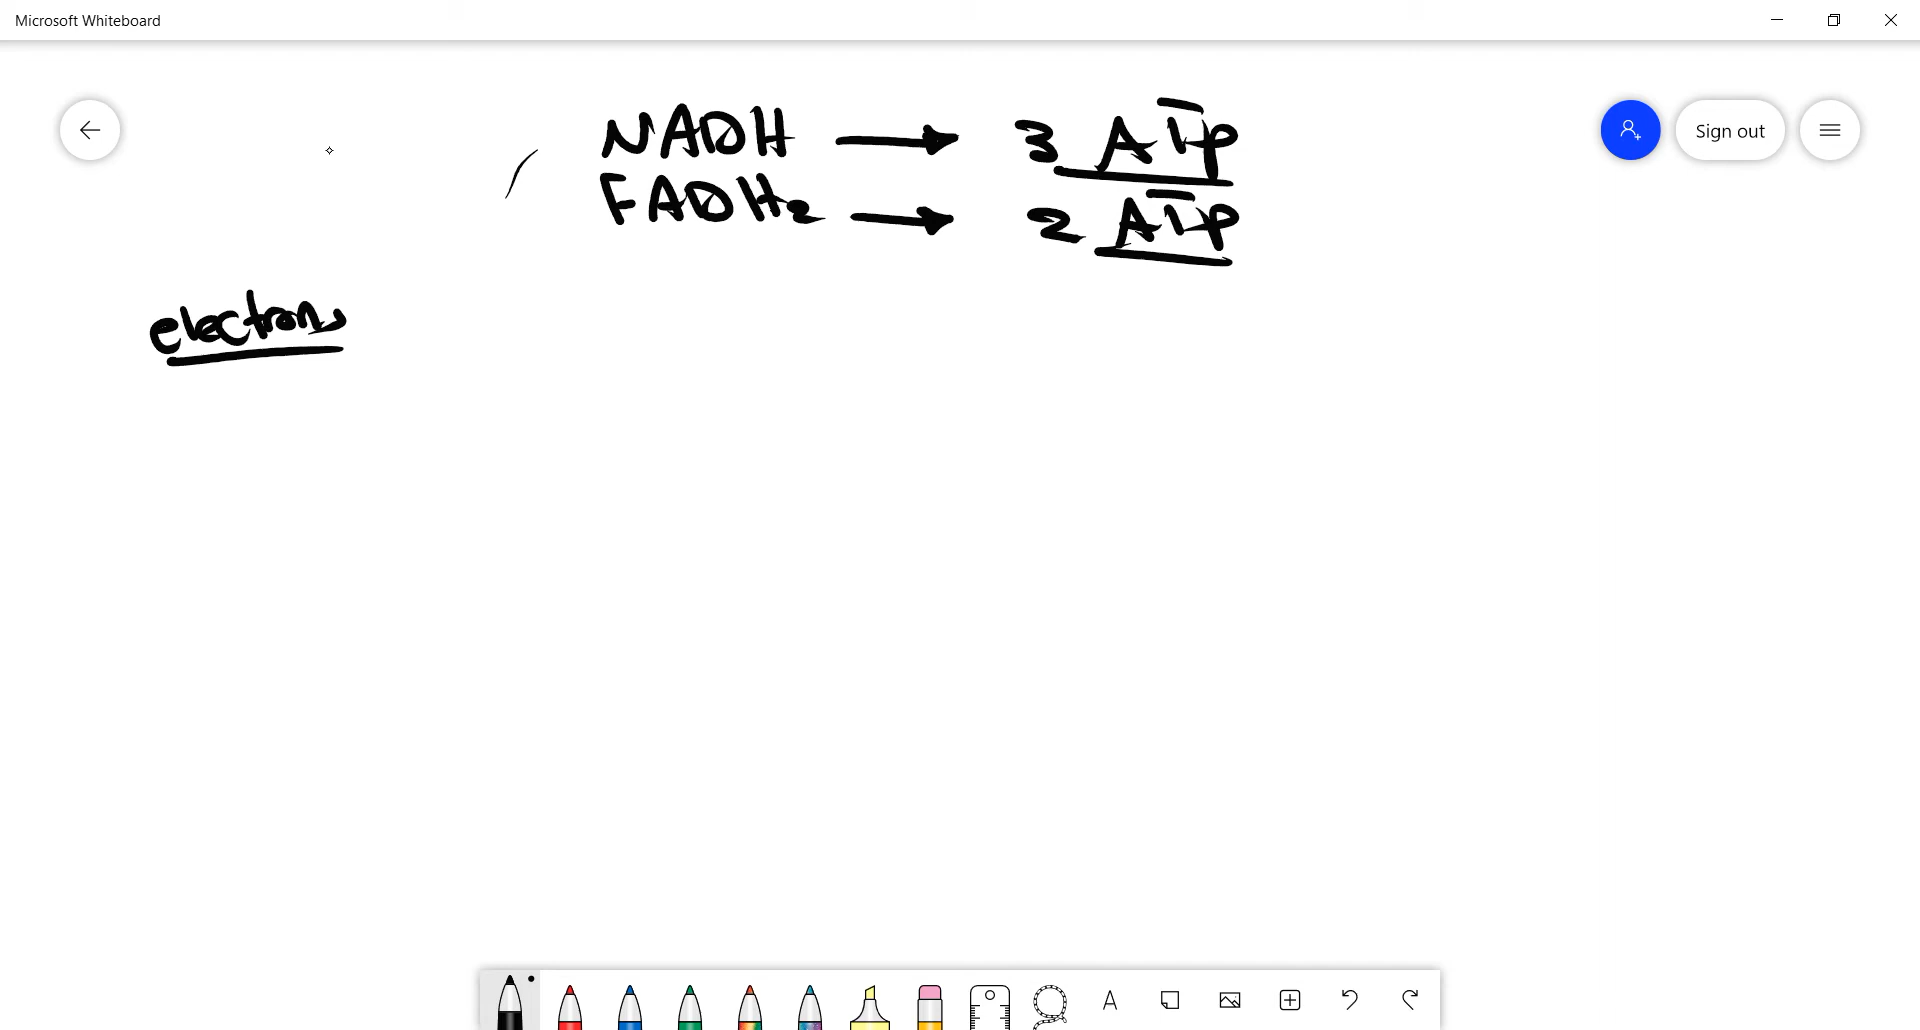 Microsoft Whiteboard
NADH → 3 ATP
FADH₂ → 2 ATP
Sign out
electrons